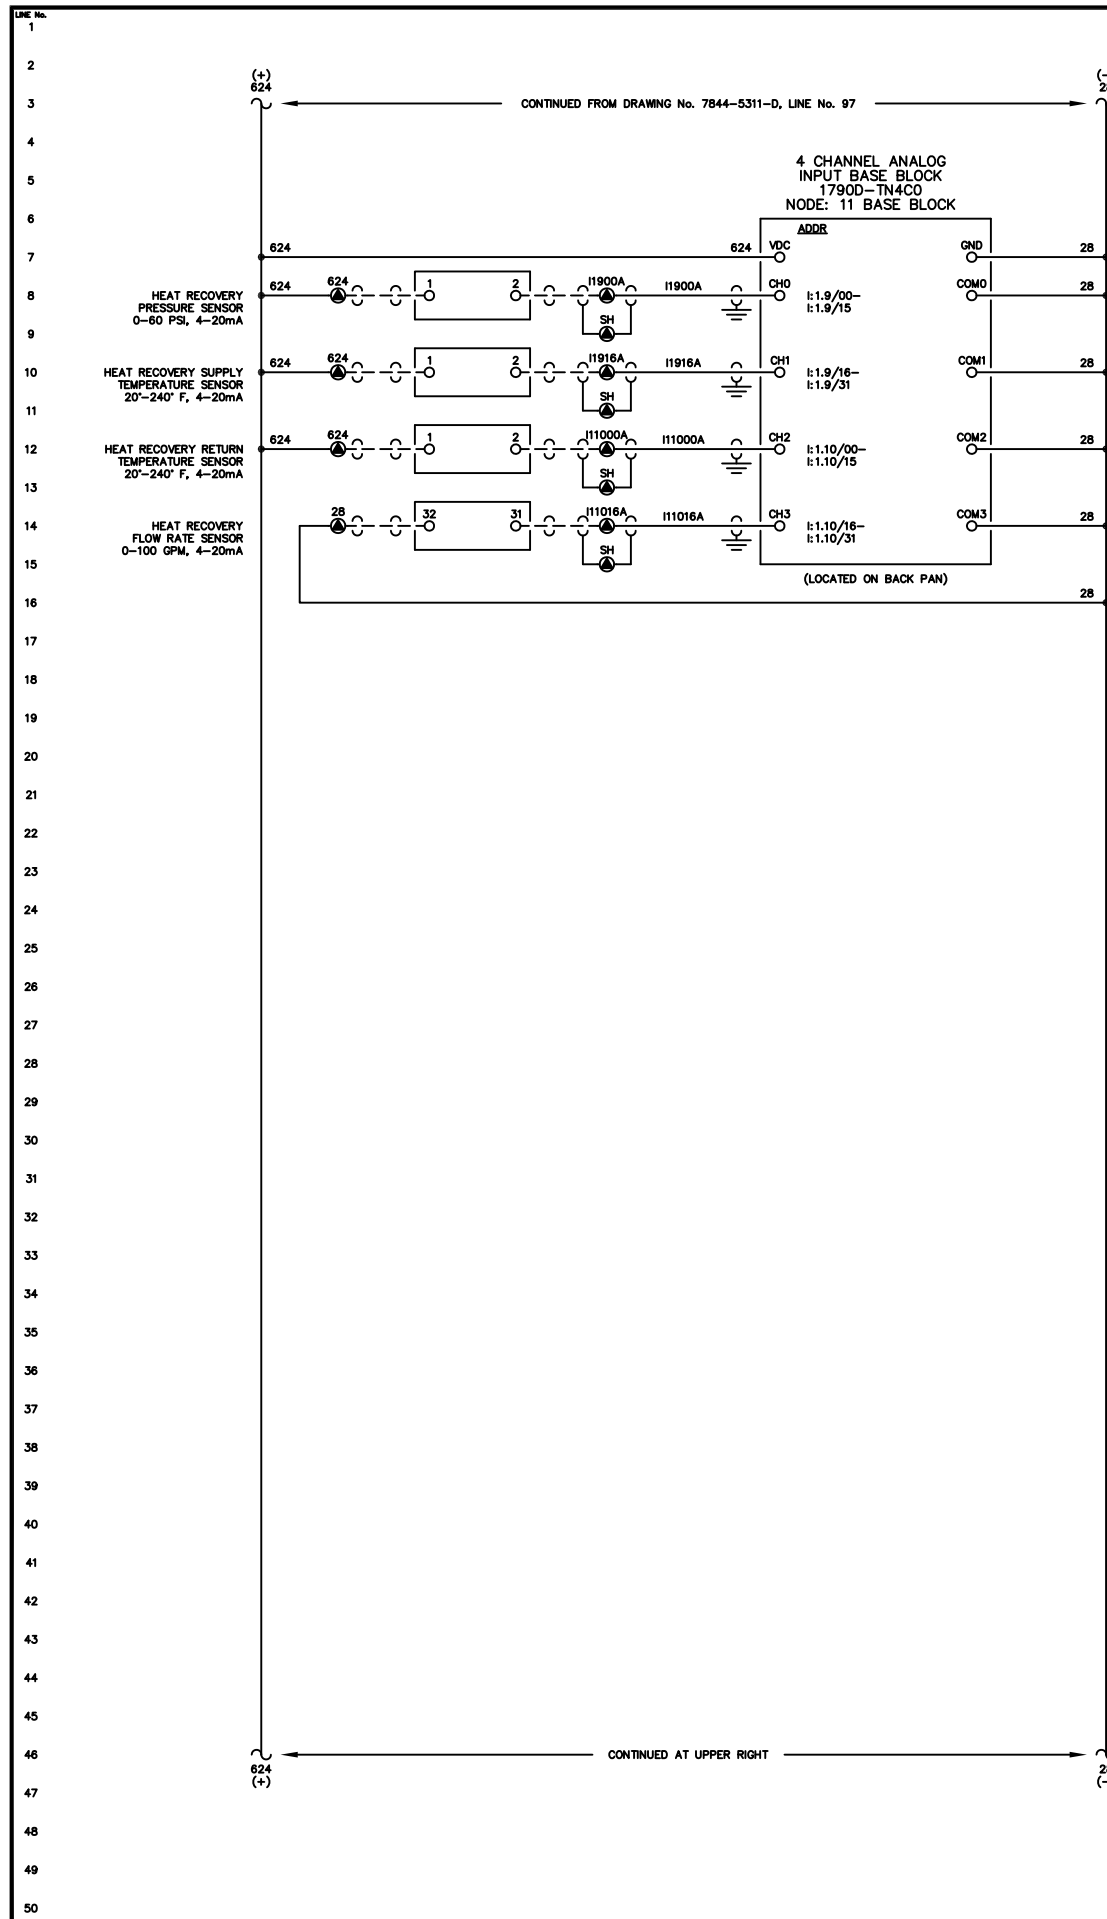 LINE No.
1
2
(+)
624
3
CONTINUED FROM DRAWING No. 7844-5311-D, LINE No. 97
4
4 CHANNEL ANALOG
5
INPUT BASE BLOCK
1790D-TN4C0
NODE: 11 BASE BLOCK
6
ADDR
7
624
624
VDC
GND
28
8
HEAT RECOVERY
PRESSURE SENSOR
0-60 PSI, 4-20mA
624
624
1
2
I1900A
I1900A
CH0
I:1.9/00-
I:1.9/15
COM0
28
SH
9
10
HEAT RECOVERY SUPPLY
TEMPERATURE SENSOR
20°-240° F, 4-20mA
624
624
1
2
I1916A
I1916A
CH1
I:1.9/16-
I:1.9/31
COM1
28
SH
11
12
HEAT RECOVERY RETURN
TEMPERATURE SENSOR
20°-240° F, 4-20mA
624
624
1
2
I11000A
I11000A
CH2
I:1.10/00-
I:1.10/15
COM2
28
SH
13
14
HEAT RECOVERY
FLOW RATE SENSOR
0-100 GPM, 4-20mA
28
32
31
I11016A
I11016A
CH3
I:1.10/16-
I:1.10/31
COM3
28
SH
15
(LOCATED ON BACK PAN)
16
28
17
18
19
20
21
22
23
24
25
26
27
28
29
30
31
32
33
34
35
36
37
38
39
40
41
42
43
44
45
46
CONTINUED AT UPPER RIGHT
624
(+)
47
48
49
50